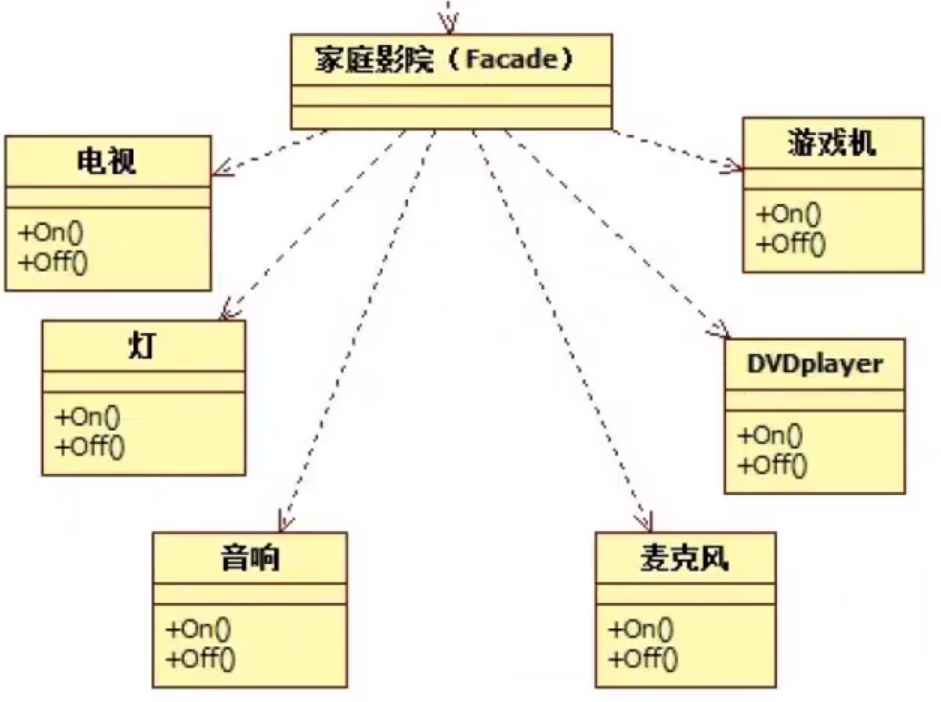 家庭影院（Facade）
电视
+On()
+Off()
游戏机
+On()
+Off()
灯
+On()
+Off()
DVDplayer
+On()
+Off()
音响
+On()
+Off()
麦克风
+On()
+Off()